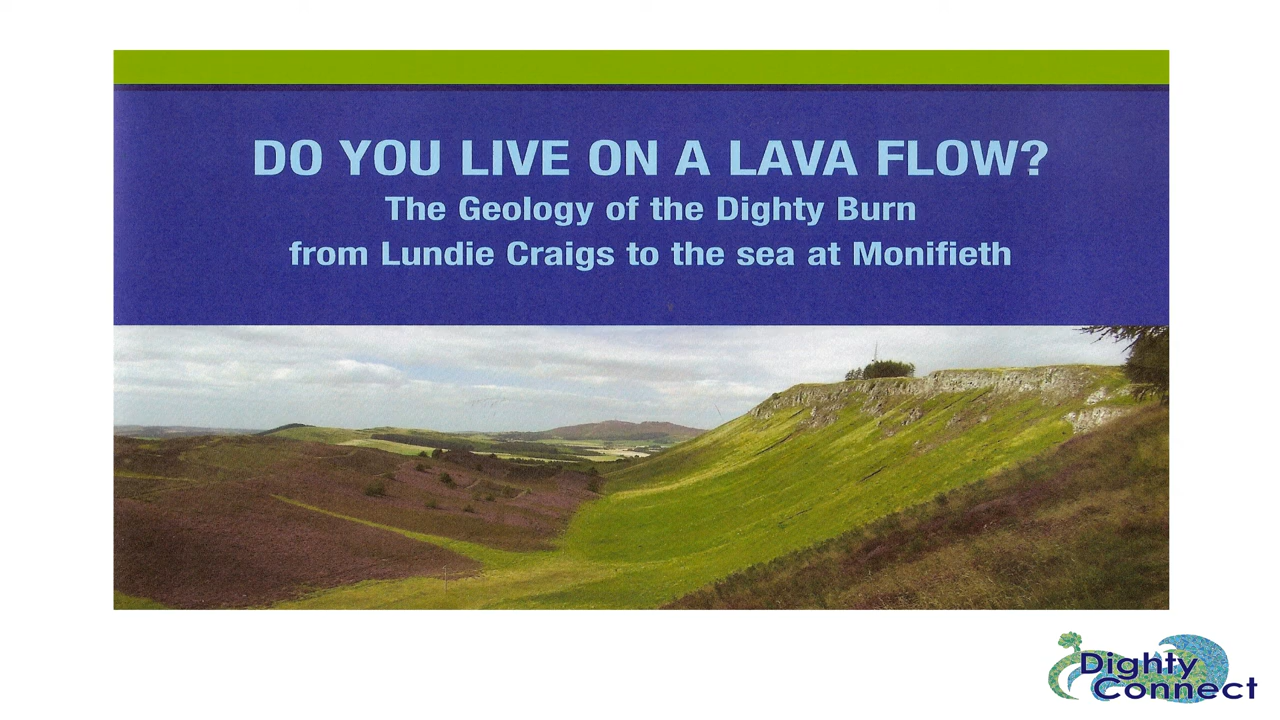 DO YOU LIVE ON A LAVA FLOW?
The Geology of the Dighty Burn
from Lundie Craigs to the sea at Monifieth
Dighty
Connect